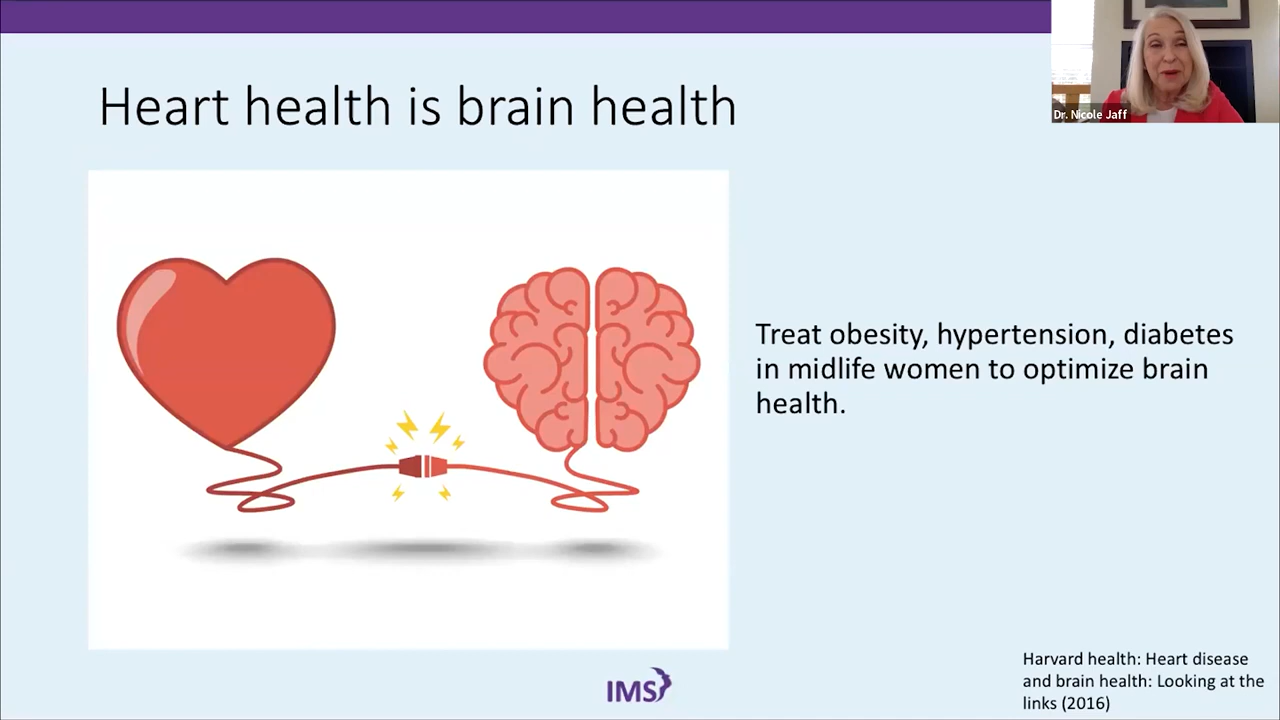 Heart health is brain health
Dr. Nicole Jaff
Treat obesity, hypertension, diabetes
in midlife women to optimize brain
health.
IMS
Harvard health: Heart disease
and brain health: Looking at the
links (2016)